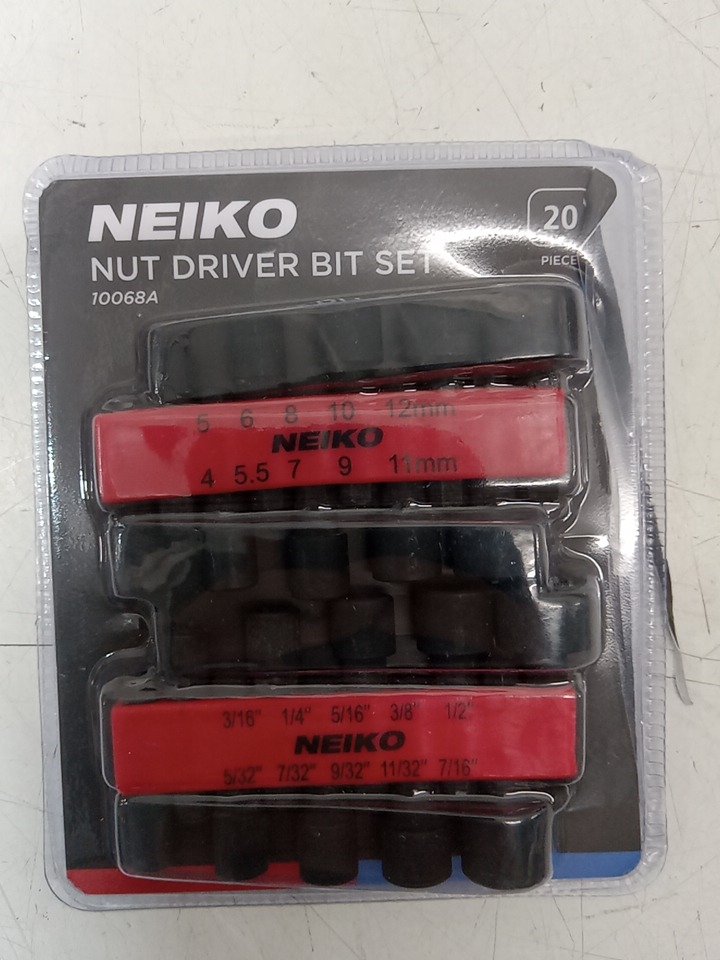 NEIKO
20
NUT DRIVER BIT SET
PIECE
10068A
5 6 8 10 12mm
NEIKO
4 5.5 7 9 11mm
3/16" 1/4" 5/16" 3/8" 1/2"
NEIKO
5/32" 7/32" 9/32" 11/32" 7/16"